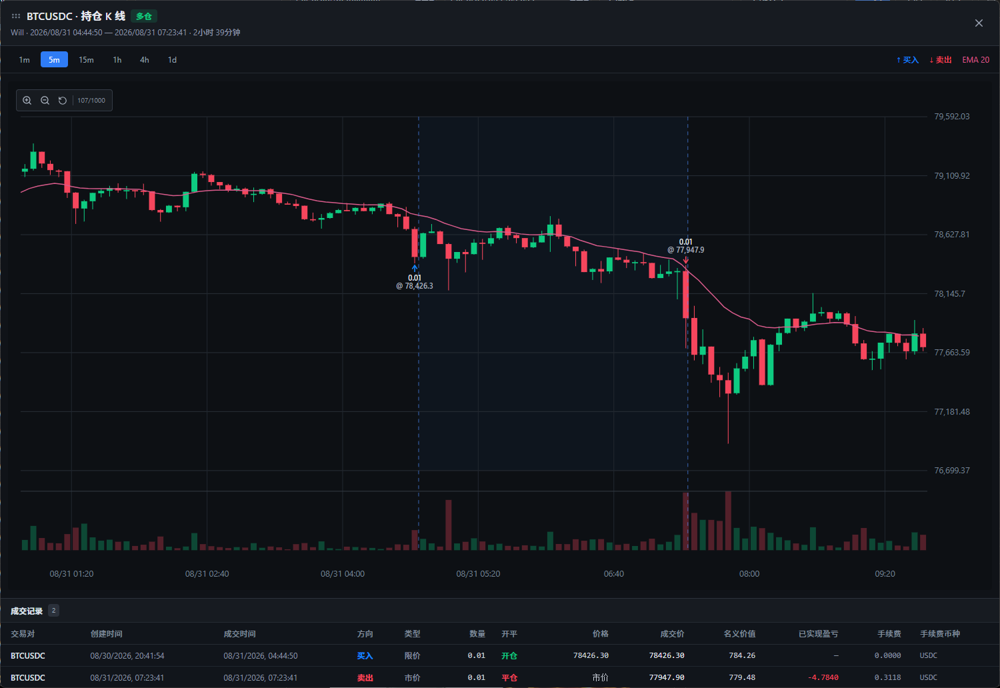 BTCUSDC · 持仓 K 线 多仓
Will · 2026/08/31 04:44:50 — 2026/08/31 07:23:41 · 2小时 39分钟
1m 5m 15m 1h 4h 1d ↑ 买入 ↓ 卖出 EMA 20
107/1000
79,592.03
79,109.92
78,627.81
78,145.7
77,663.59
77,181.48
76,699.37
0.01
@ 77,947.9
0.01
@ 78,426.3
08/31 01:20 08/31 02:40 08/31 04:00 08/31 05:20 06:40 08:00 09:20
成交记录 2
交易对 创建时间 成交时间 方向 类型 数量 开平 价格 成交价 名义价值 已实现盈亏 手续费 手续费币种
BTCUSDC 08/30/2026, 20:41:54 08/31/2026, 04:44:50 买入 限价 0.01 开仓 78426.30 78426.30 784.26 — 0.0000 USDC
BTCUSDC 08/31/2026, 07:23:41 08/31/2026, 07:23:41 卖出 市价 0.01 平仓 市价 77947.90 779.48 -4.7840 0.3118 USDC